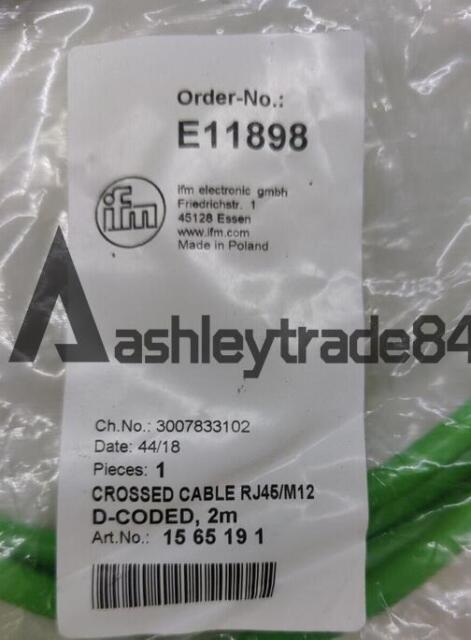 Order-No.:
E11898
ifm
ifm electronic gmbh
Friedrichstr. 1
45128 Essen
www.ifm.com
Made in Poland
ashleytrade84
Ch.No.: 3007833102
Date: 44/18
Pieces: 1
CROSSED CABLE RJ45/M12
D-CODED, 2m
Art.No.: 15 65 19 1